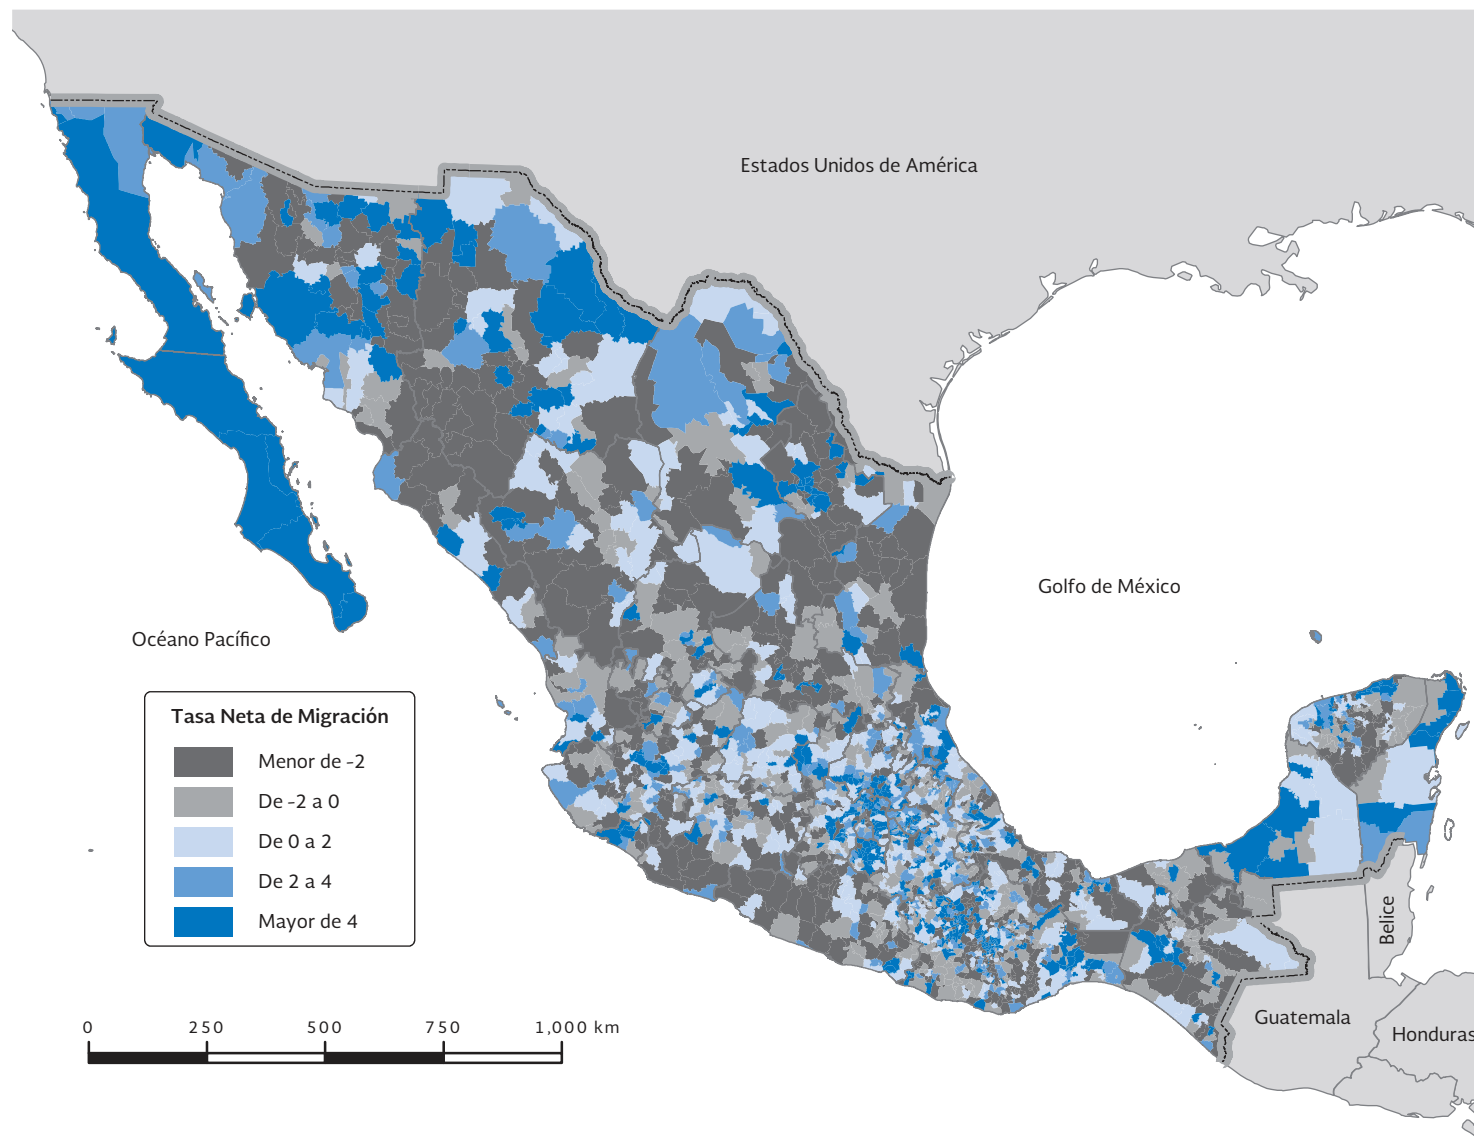 Estados Unidos de América
Golfo de México
Océano Pacífico
Tasa Neta de Migración
Menor de -2
De -2 a 0
De 0 a 2
De 2 a 4
Mayor de 4
Belice
Guatemala
Honduras
0 250 500 750 1,000 km